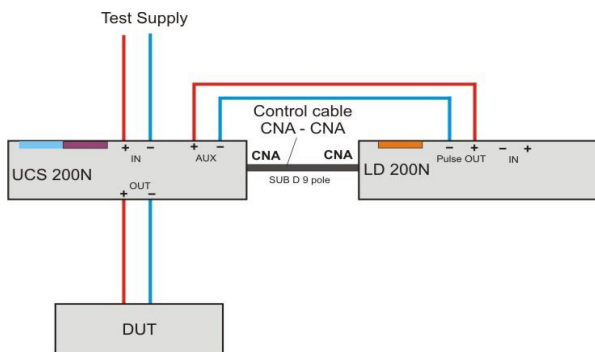 Test Supply
Control cable
CNA - CNA
+ − + − CNA CNA − + − +
IN AUX Pulse OUT IN
UCS 200N SUB D 9 pole LD 200N
OUT
+ −
DUT